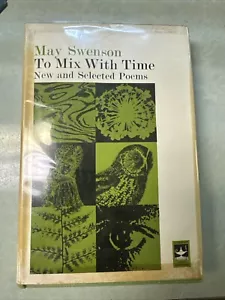 May Swenson
To Mix With Time
New and Selected Poems